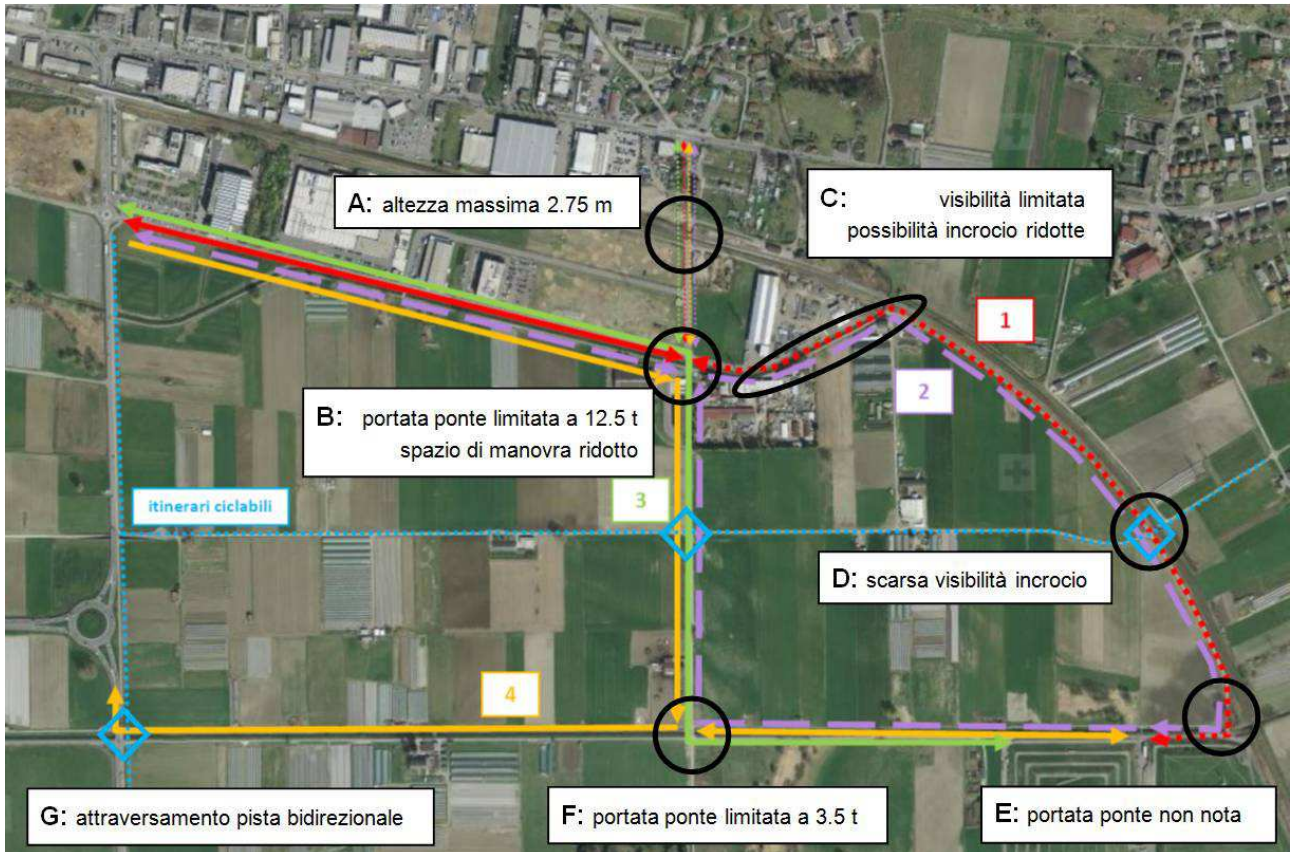 A: altezza massima 2.75 m
C: visibilità limitata
possibilità incrocio ridotte
1
2
B: portata ponte limitata a 12.5 t
spazio di manovra ridotto
3
itinerari ciclabili
D: scarsa visibilità incrocio
4
G: attraversamento pista bidirezionale
F: portata ponte limitata a 3.5 t
E: portata ponte non nota